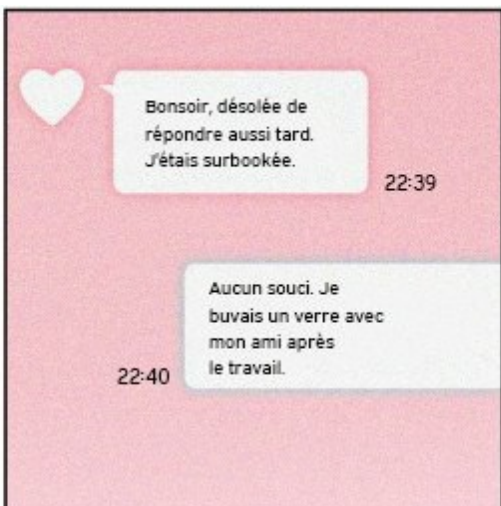 Bonsoir, désolée de
répondre aussi tard.
J'étais surbookée.
22:39
Aucun souci. Je
buvais un verre avec
mon ami après
le travail.
22:40